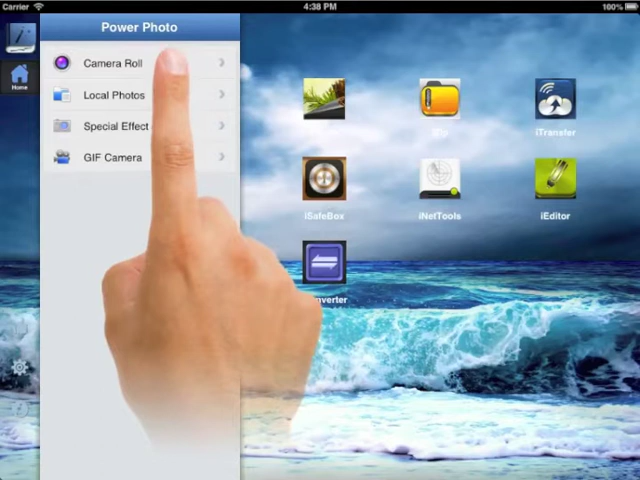 Carrier 4:38 PM 100%
Power Photo
Home
Camera Roll
Local Photos
Special Effect
GIF Camera
iTransfer
iSafeBox
iNetTools
iEditor
nverter